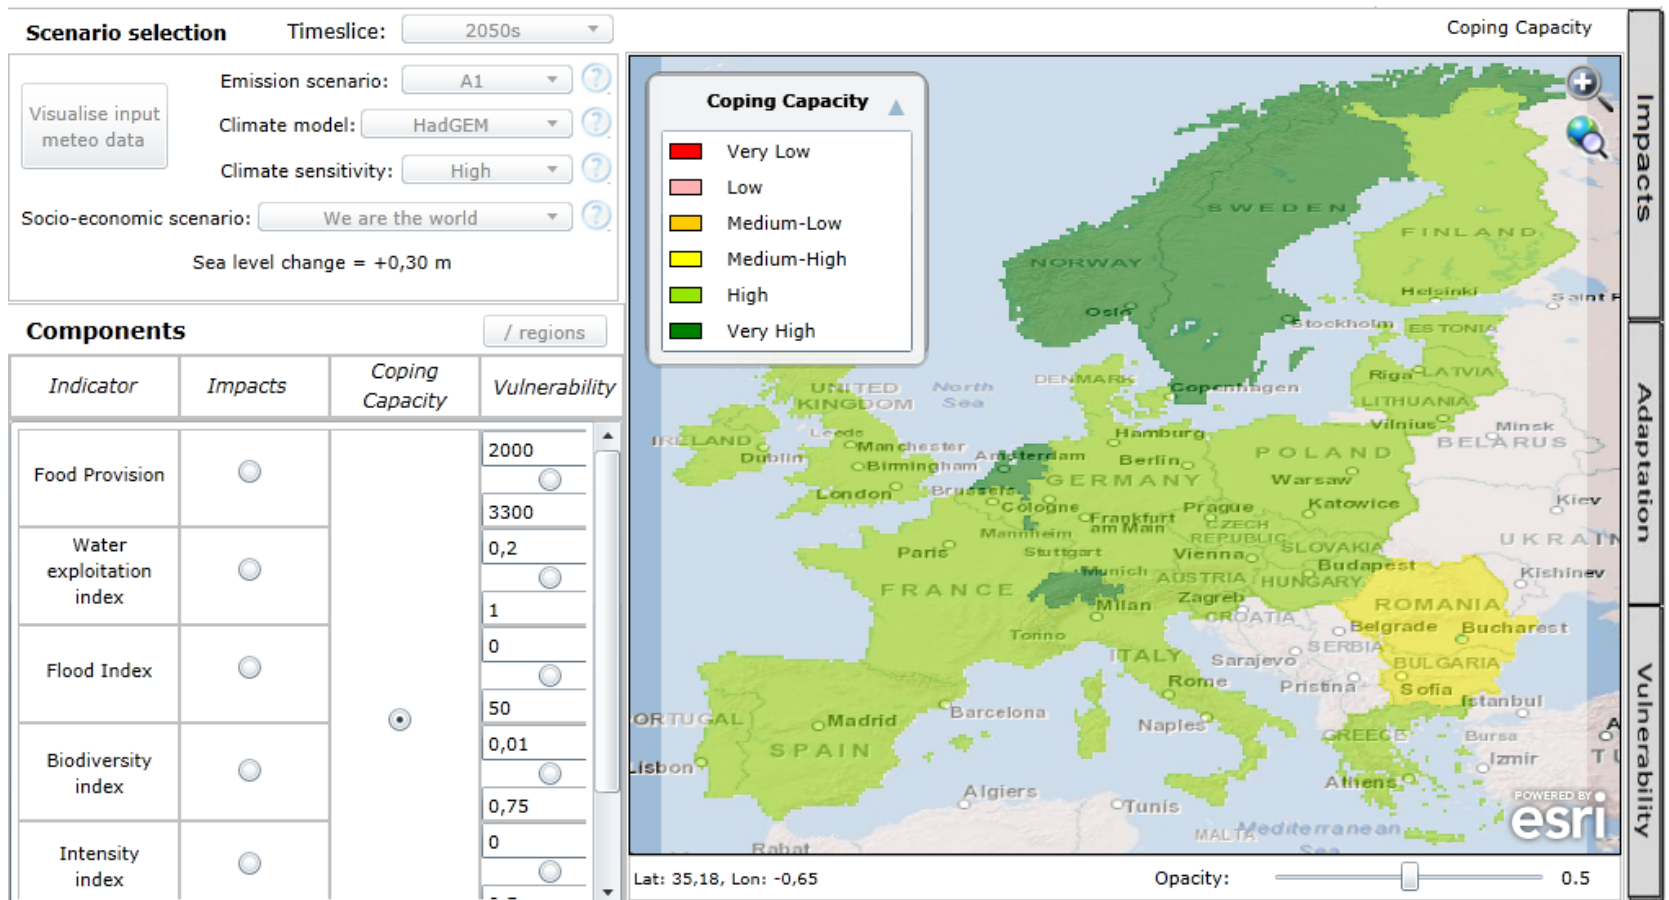 Scenario selection
Timeslice:
2050s
Visualise input
meteo data
Emission scenario:
A1
?
Climate model:
HadGEM
?
Climate sensitivity:
High
?
Socio-economic scenario:
We are the world
?
Sea level change = +0,30 m
Components
/ regions
Indicator
Impacts
Coping
Capacity
Vulnerability
Food Provision
2000
3300
Water
exploitation
index
0,2
1
Flood Index
0
50
Biodiversity
index
0,01
0,75
Intensity
index
0
Coping Capacity
Coping Capacity
Very Low
Low
Medium-Low
Medium-High
High
Very High
SWEDEN
FINLAND
NORWAY
Helsinki
Saint P
Oslo
Stockholm
ESTONIA
Riga
LATVIA
DENMARK
Copenhagen
UNITED
KINGDOM
North
Sea
LITHUANIA
Vilnius
Minsk
BELARUS
IRELAND
Dublin
Leeds
Manchester
Birmingham
Amsterdam
Hamburg
Berlin
POLAND
Warsaw
London
Brussels
GERMANY
Cologne
Frankfurt
am Main
Prague
Katowice
Kiev
CZECH
REPUBLIC
Mannheim
Paris
Stuttgart
Vienna
SLOVAKIA
UKRAIN
Budapest
Kishinev
Munich
AUSTRIA
HUNGARY
FRANCE
Milan
Zagreb
CROATIA
ROMANIA
Belgrade
Bucharest
Torino
ITALY
Sarajevo
SERBIA
BULGARIA
Rome
Pristina
Sofia
Istanbul
ORTUGAL
Madrid
Barcelona
Naples
GREECE
Bursa
A
SPAIN
Izmir
T U
Lisbon
Athens
Algiers
Tunis
MALTA
Mediterranean
Sea
Rabat
POWERED BY
esri
Lat: 35,18, Lon: -0,65
Opacity:
0.5
Impacts
Adaptation
Vulnerability